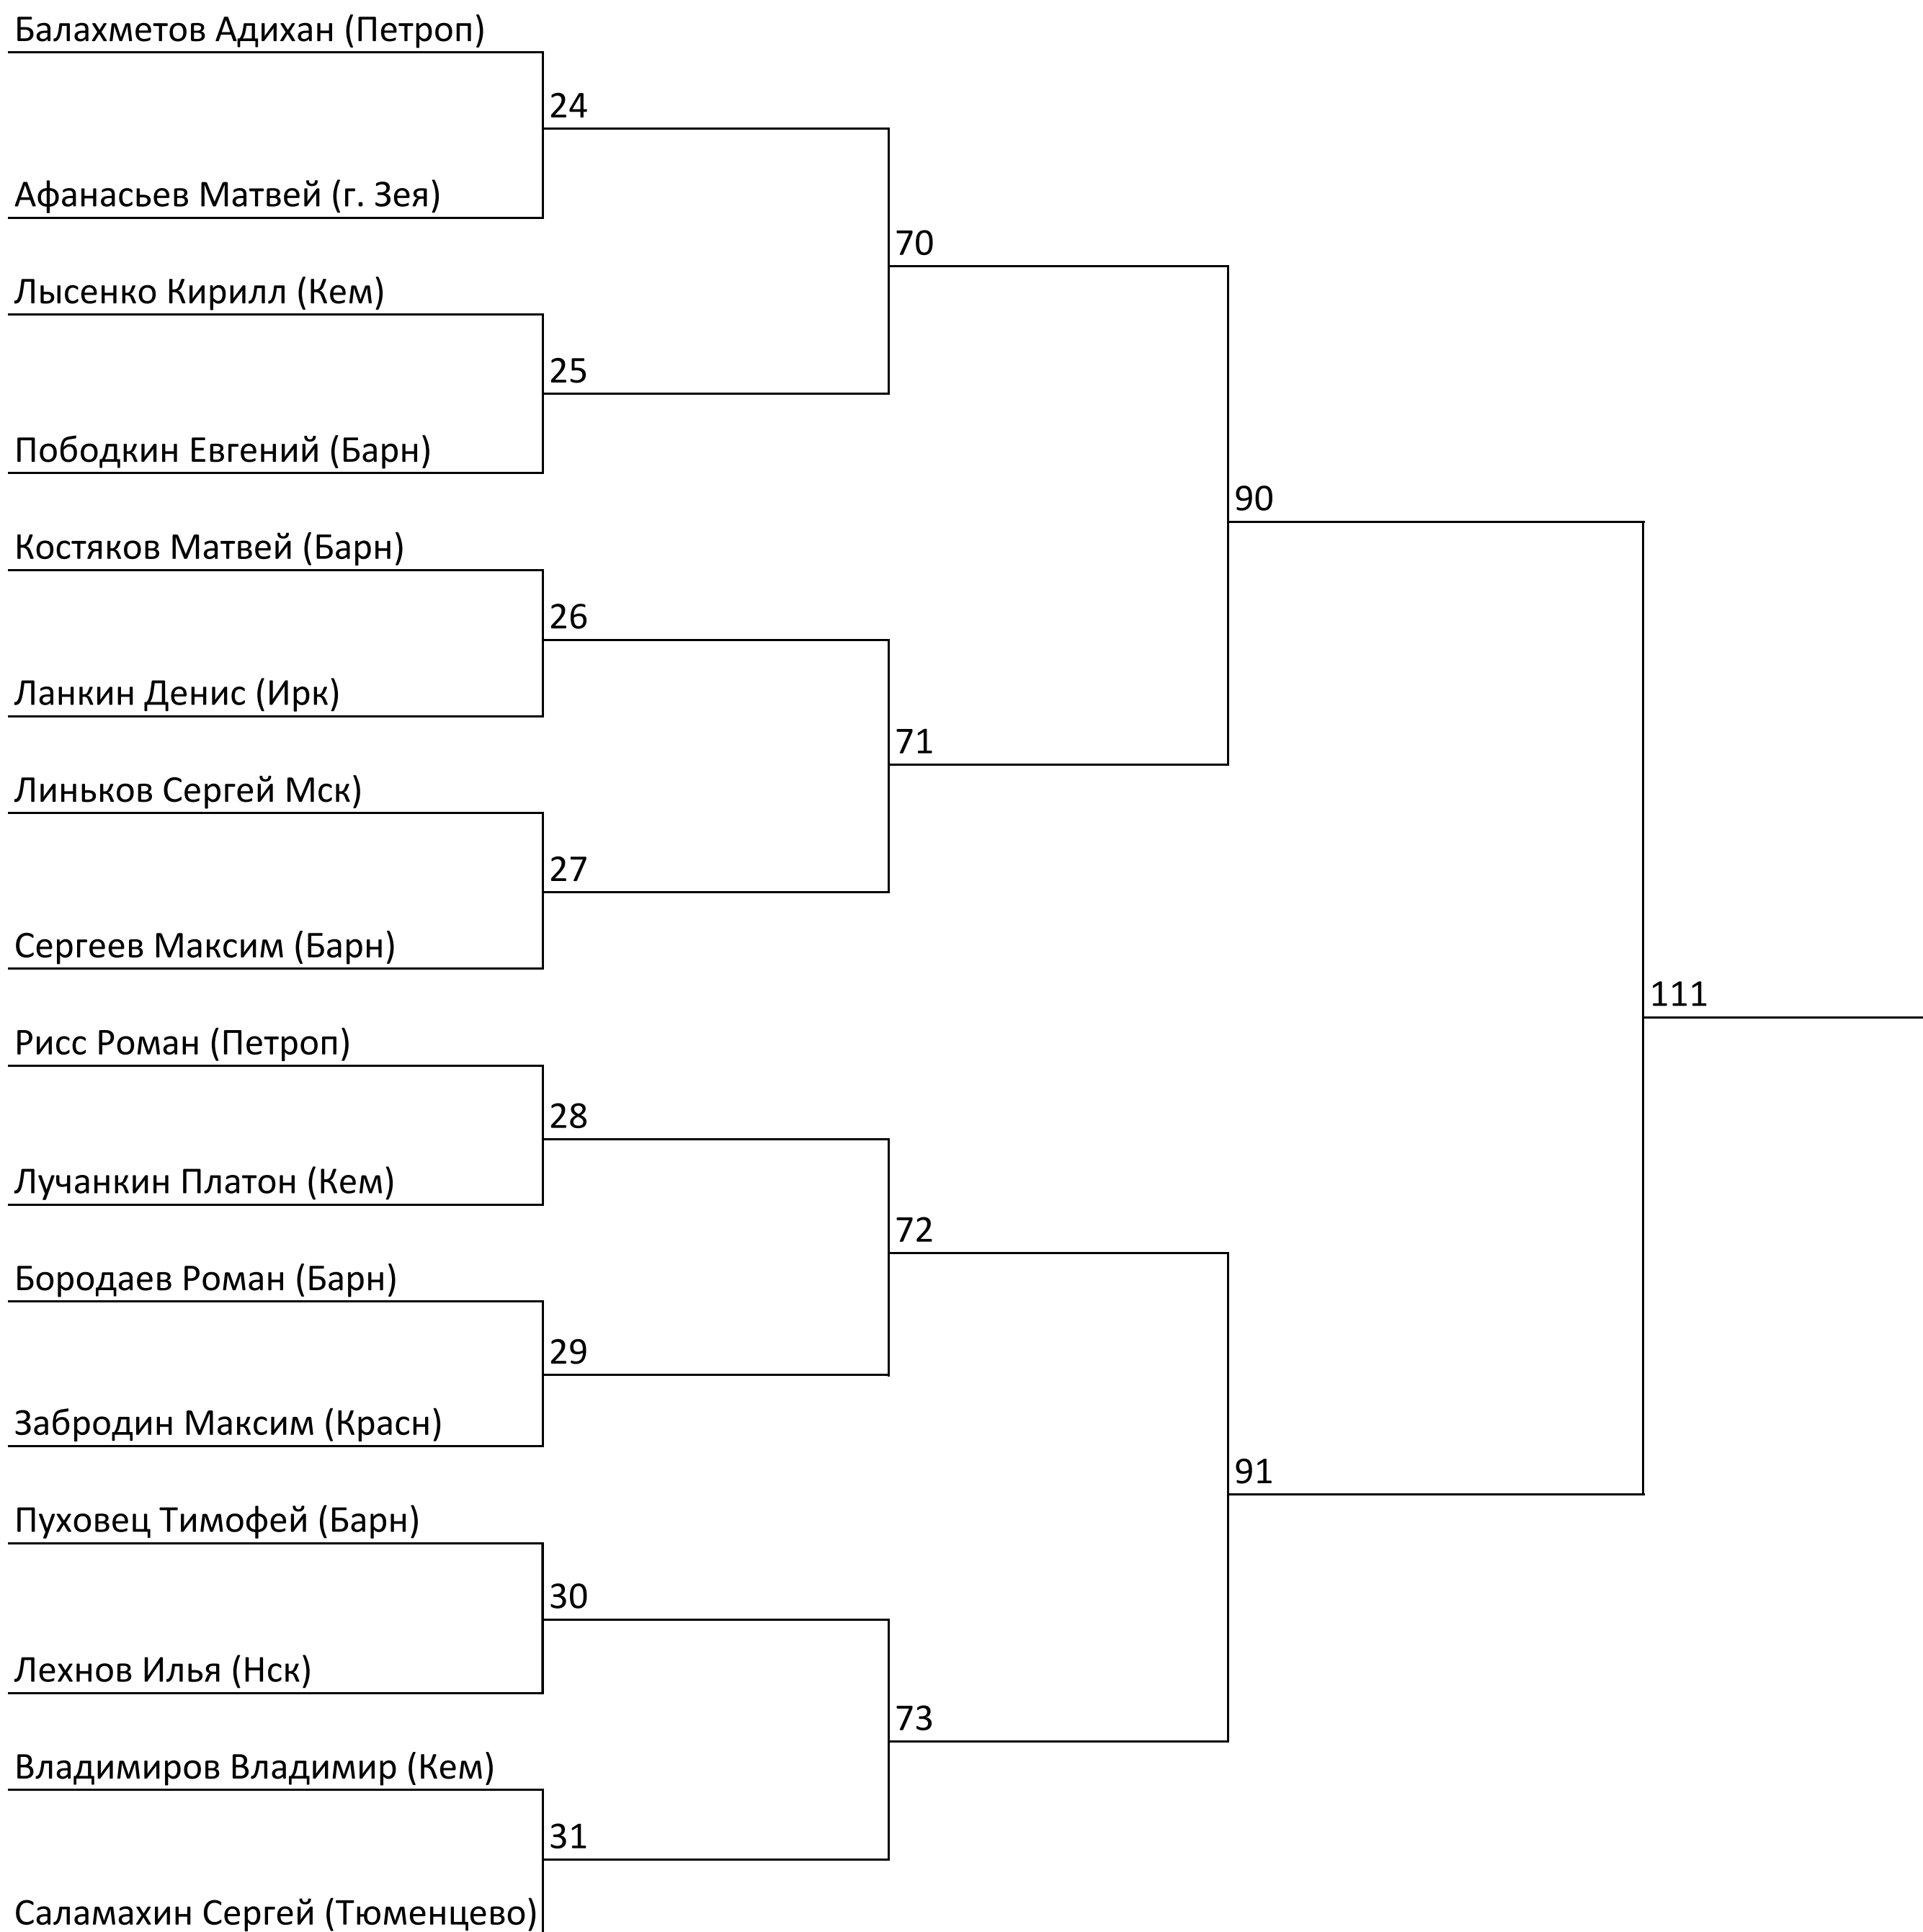 Балахметов Адихан (Петроп)
24
Афанасьев Матвей (г. Зея)
70
Лысенко Кирилл (Кем)
25
Пободкин Евгений (Барн)
90
Костяков Матвей (Барн)
26
Ланкин Денис (Ирк)
71
Линьков Сергей Мск)
27
Сергеев Максим (Барн)
111
Рисс Роман (Петроп)
28
Лучанкин Платон (Кем)
72
Бородаев Роман (Барн)
29
Забродин Максим (Красн)
91
Пуховец Тимофей (Барн)
30
Лехнов Илья (Нск)
73
Владимиров Владимир (Кем)
31
Саламахин Сергей (Тюменцево)